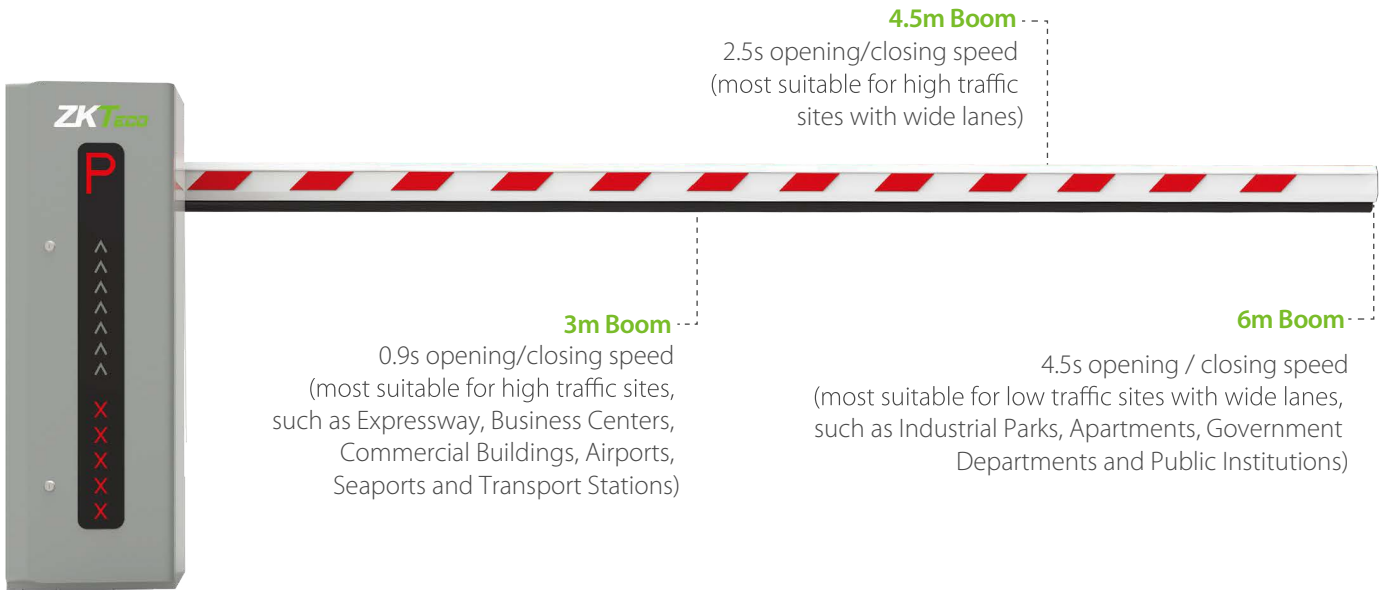 4.5m Boom
2.5s opening/closing speed
(most suitable for high traffic
sites with wide lanes)
ZKTeco
P
^
^
^
^
^
^
^
X
X
X
X
X
3m Boom
0.9s opening/closing speed
(most suitable for high traffic sites,
such as Expressway, Business Centers,
Commercial Buildings, Airports,
Seaports and Transport Stations)
6m Boom
4.5s opening / closing speed
(most suitable for low traffic sites with wide lanes,
such as Industrial Parks, Apartments, Government
Departments and Public Institutions)